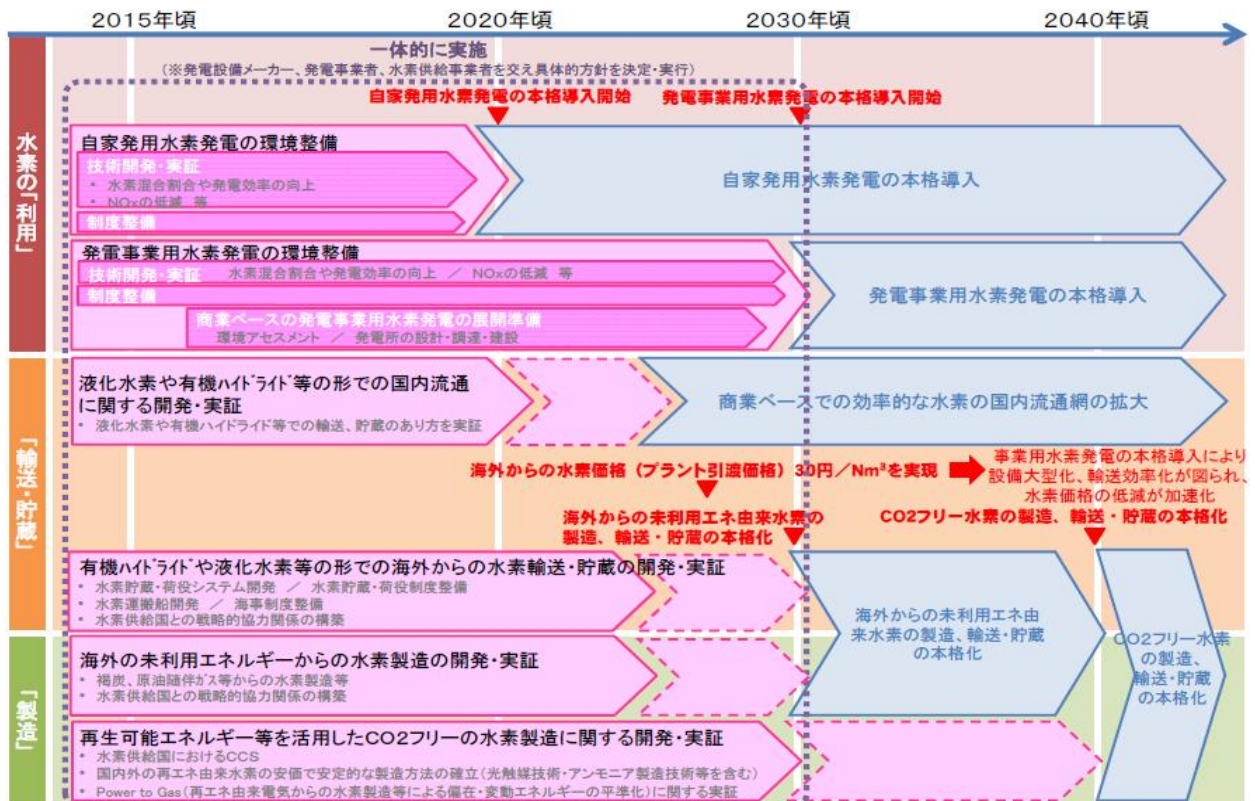 2015年頃
2020年頃
2030年頃
2040年頃
一体的に実施
(※発電設備メーカー、発電事業者、水素供給事業者を交え具体的方針を決定・実行)
自家発用水素発電の本格導入開始
発電事業用水素発電の本格導入開始
水素の「利用」
自家発用水素発電の環境整備
技術開発・実証
・ 水素混合割合や発電効率の向上
・ NOxの低減 等
制度整備
自家発用水素発電の本格導入
発電事業用水素発電の環境整備
技術開発・実証 水素混合割合や発電効率の向上 / NOxの低減 等
制度整備
商業ベースの発電事業用水素発電の展開準備
環境アセスメント / 発電所の設計・調達・建設
発電事業用水素発電の本格導入
「輸送・貯蔵」
液化水素や有機ハイドライド等の形での国内流通
に関する開発・実証
・ 液化水素や有機ハイドライド等での輸送、貯蔵のあり方を実証
商業ベースでの効率的な水素の国内流通網の拡大
海外からの水素価格(プラント引渡価格)30円/Nm³を実現
事業用水素発電の本格導入により
設備大型化、輸送効率化が図られ、
水素価格の低減が加速化
海外からの未利用エネ由来水素の
製造、輸送・貯蔵の本格化
CO2フリー水素の製造、輸送・貯蔵の本格化
有機ハイドライドや液化水素等の形での海外からの水素輸送・貯蔵の開発・実証
・ 水素貯蔵・荷役システム開発 / 水素貯蔵・荷役制度整備
・ 水素運搬船開発 / 海事制度整備
・ 水素供給国との戦略的協力関係の構築
海外からの未利用エネ由
来水素の製造、輸送・貯蔵
の本格化
CO2フリー水素
の製造、
輸送・貯蔵
の本格化
「製造」
海外の未利用エネルギーからの水素製造の開発・実証
・ 褐炭、原油随伴ガス等からの水素製造等
・ 水素供給国との戦略的協力関係の構築
再生可能エネルギー等を活用したCO2フリーの水素製造に関する開発・実証
・ 水素供給国におけるCCS
・ 国内外の再エネ由来水素の安価で安定的な製造方法の確立(光触媒技術・アンモニア製造技術等を含む)
・ Power to Gas(再エネ由来電気からの水素製造等による偏在・変動エネルギーの平準化)に関する実証